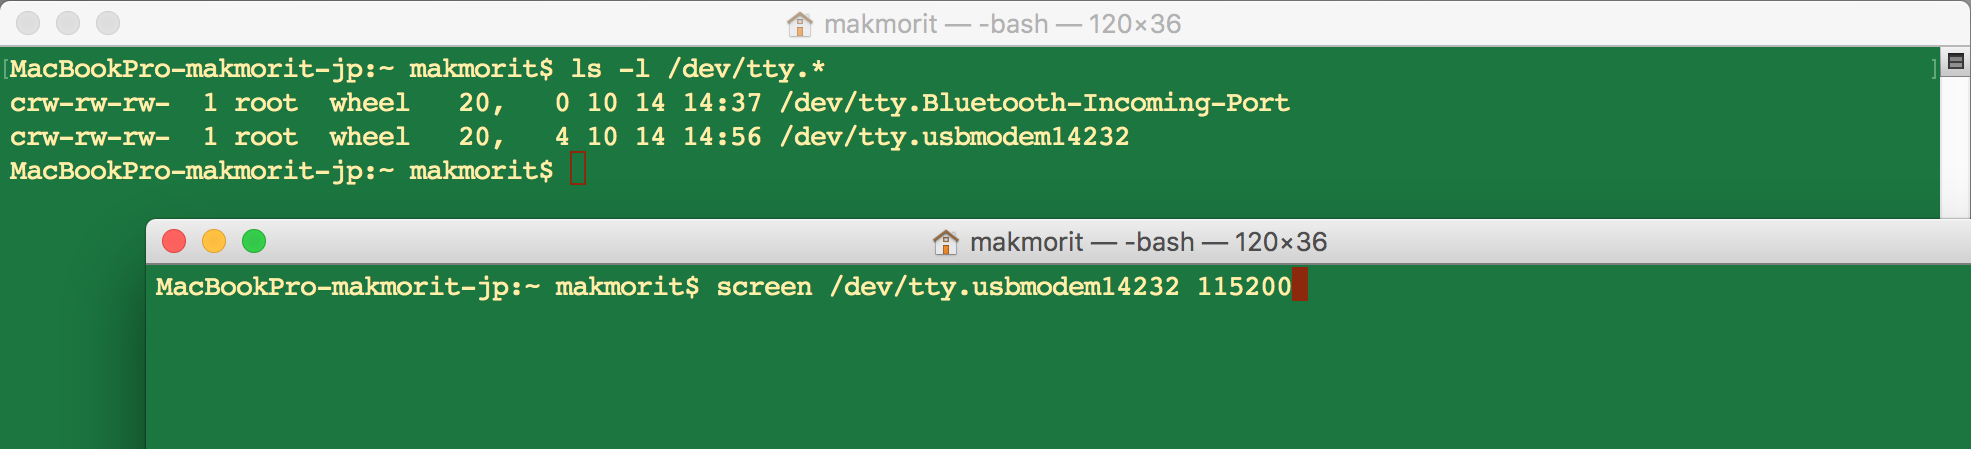 makmorit — -bash — 120×36
MacBookPro-makmorit-jp:~ makmorit$ ls -l /dev/tty.*
crw-rw-rw-  1 root  wheel   20,   0 10 14 14:37 /dev/tty.Bluetooth-Incoming-Port
crw-rw-rw-  1 root  wheel   20,   4 10 14 14:56 /dev/tty.usbmodem14232
MacBookPro-makmorit-jp:~ makmorit$
makmorit — -bash — 120×36
MacBookPro-makmorit-jp:~ makmorit$ screen /dev/tty.usbmodem14232 115200